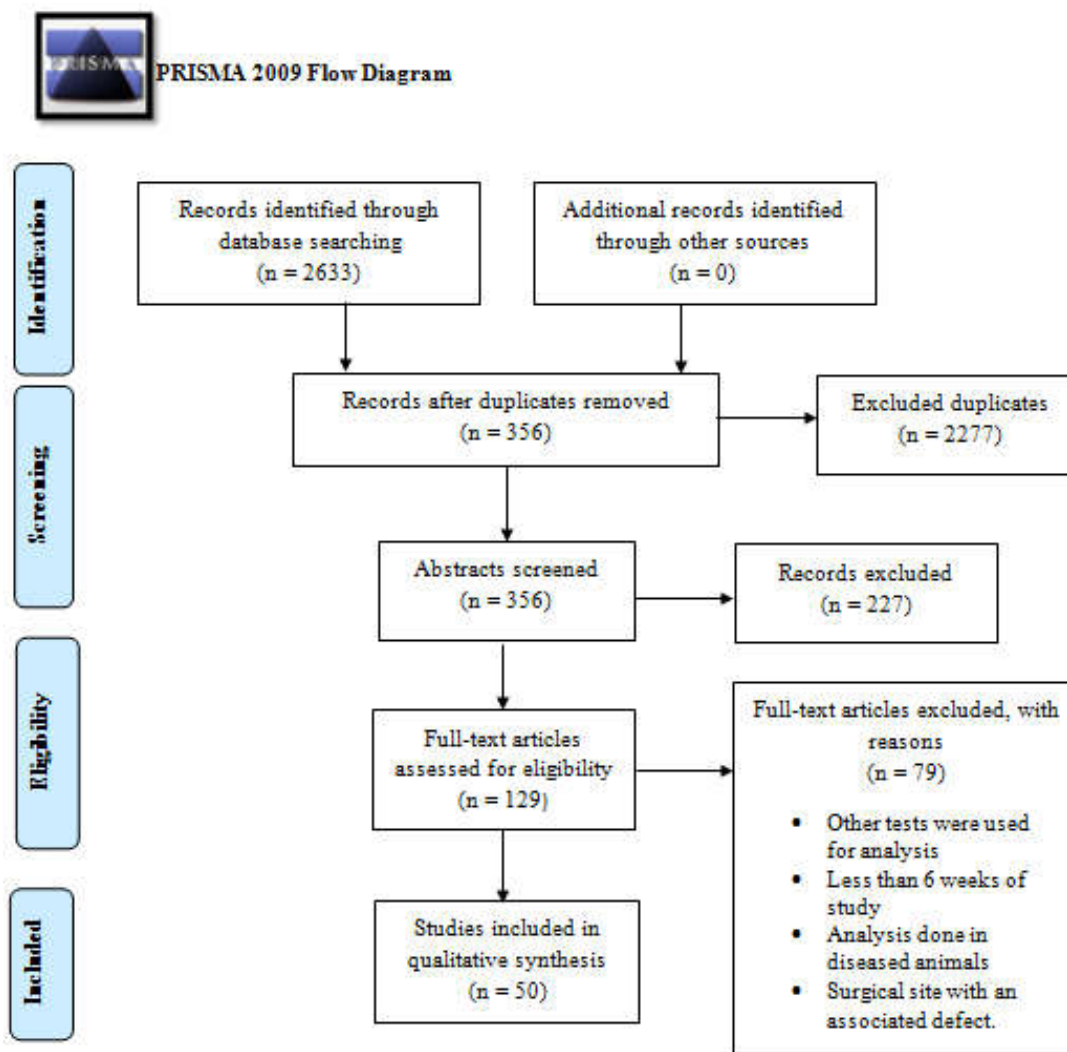 PRISMA
PRISMA 2009 Flow Diagram
Identification
Records identified through
database searching
(n = 2633)
Additional records identified
through other sources
(n = 0)
Screening
Records after duplicates removed
(n = 356)
Excluded duplicates
(n = 2277)
Abstracts screened
(n = 356)
Records excluded
(n = 227)
Eligibility
Full-text articles
assessed for eligibility
(n = 129)
Full-text articles excluded, with
reasons
(n = 79)
• Other tests were used
for analysis
• Less than 6 weeks of
study
• Analysis done in
diseased animals
• Surgical site with an
associated defect.
Included
Studies included in
qualitative synthesis
(n = 50)